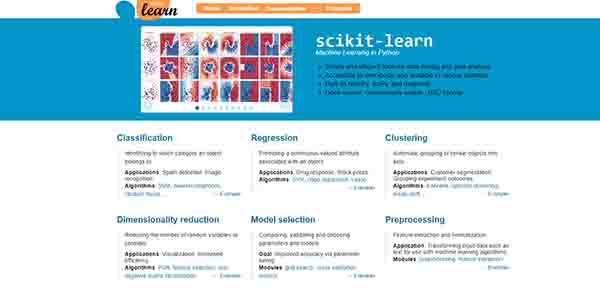 learn
Home Installation Documentation Examples
scikit-learn
Machine Learning in Python
Simple and efficient tools for data mining and data analysis
Accessible to everybody, and reusable in various contexts
Built on NumPy, SciPy, and matplotlib
Open source, commercially usable - BSD license
Classification
Identifying to which category an object
belongs to.
Applications: Spam detection, Image
recognition.
Algorithms: SVM, nearest neighbors,
random forest, ...
Examples
Regression
Predicting a continuous-valued attribute
associated with an object.
Applications: Drug response, Stock prices.
Algorithms: SVR, ridge regression, Lasso,
Examples
Clustering
Automatic grouping of similar objects into
sets.
Applications: Customer segmentation,
Grouping experiment outcomes
Algorithms: k-Means, spectral clustering,
mean-shift, ...
Examples
Dimensionality reduction
Reducing the number of random variables to
consider.
Applications: Visualization, Increased
efficiency
Algorithms: PCA, feature selection, non-
negative matrix factorization.
Examples
Model selection
Comparing, validating and choosing
parameters and models.
Goal: Improved accuracy via parameter
tuning
Modules: grid search, cross validation,
metrics.
Examples
Preprocessing
Feature extraction and normalization.
Application: Transforming input data such as
text for use with machine learning algorithms.
Modules: preprocessing, feature extraction.
Examples